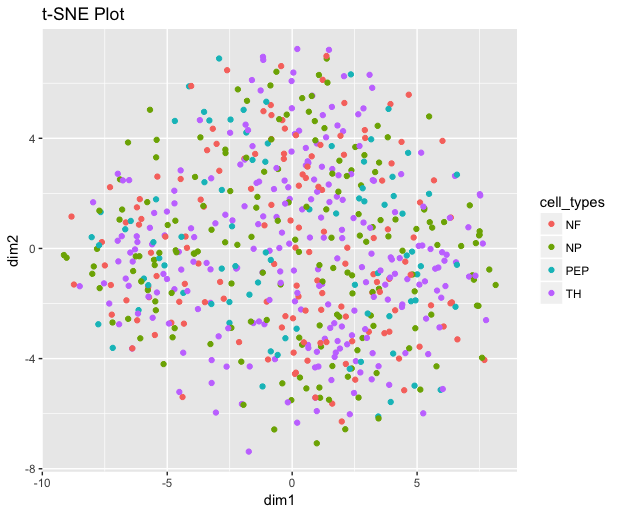 t-SNE Plot
dim2
4
0
-4
-8
-10
-5
0
5
dim1
cell_types
NF
NP
PEP
TH